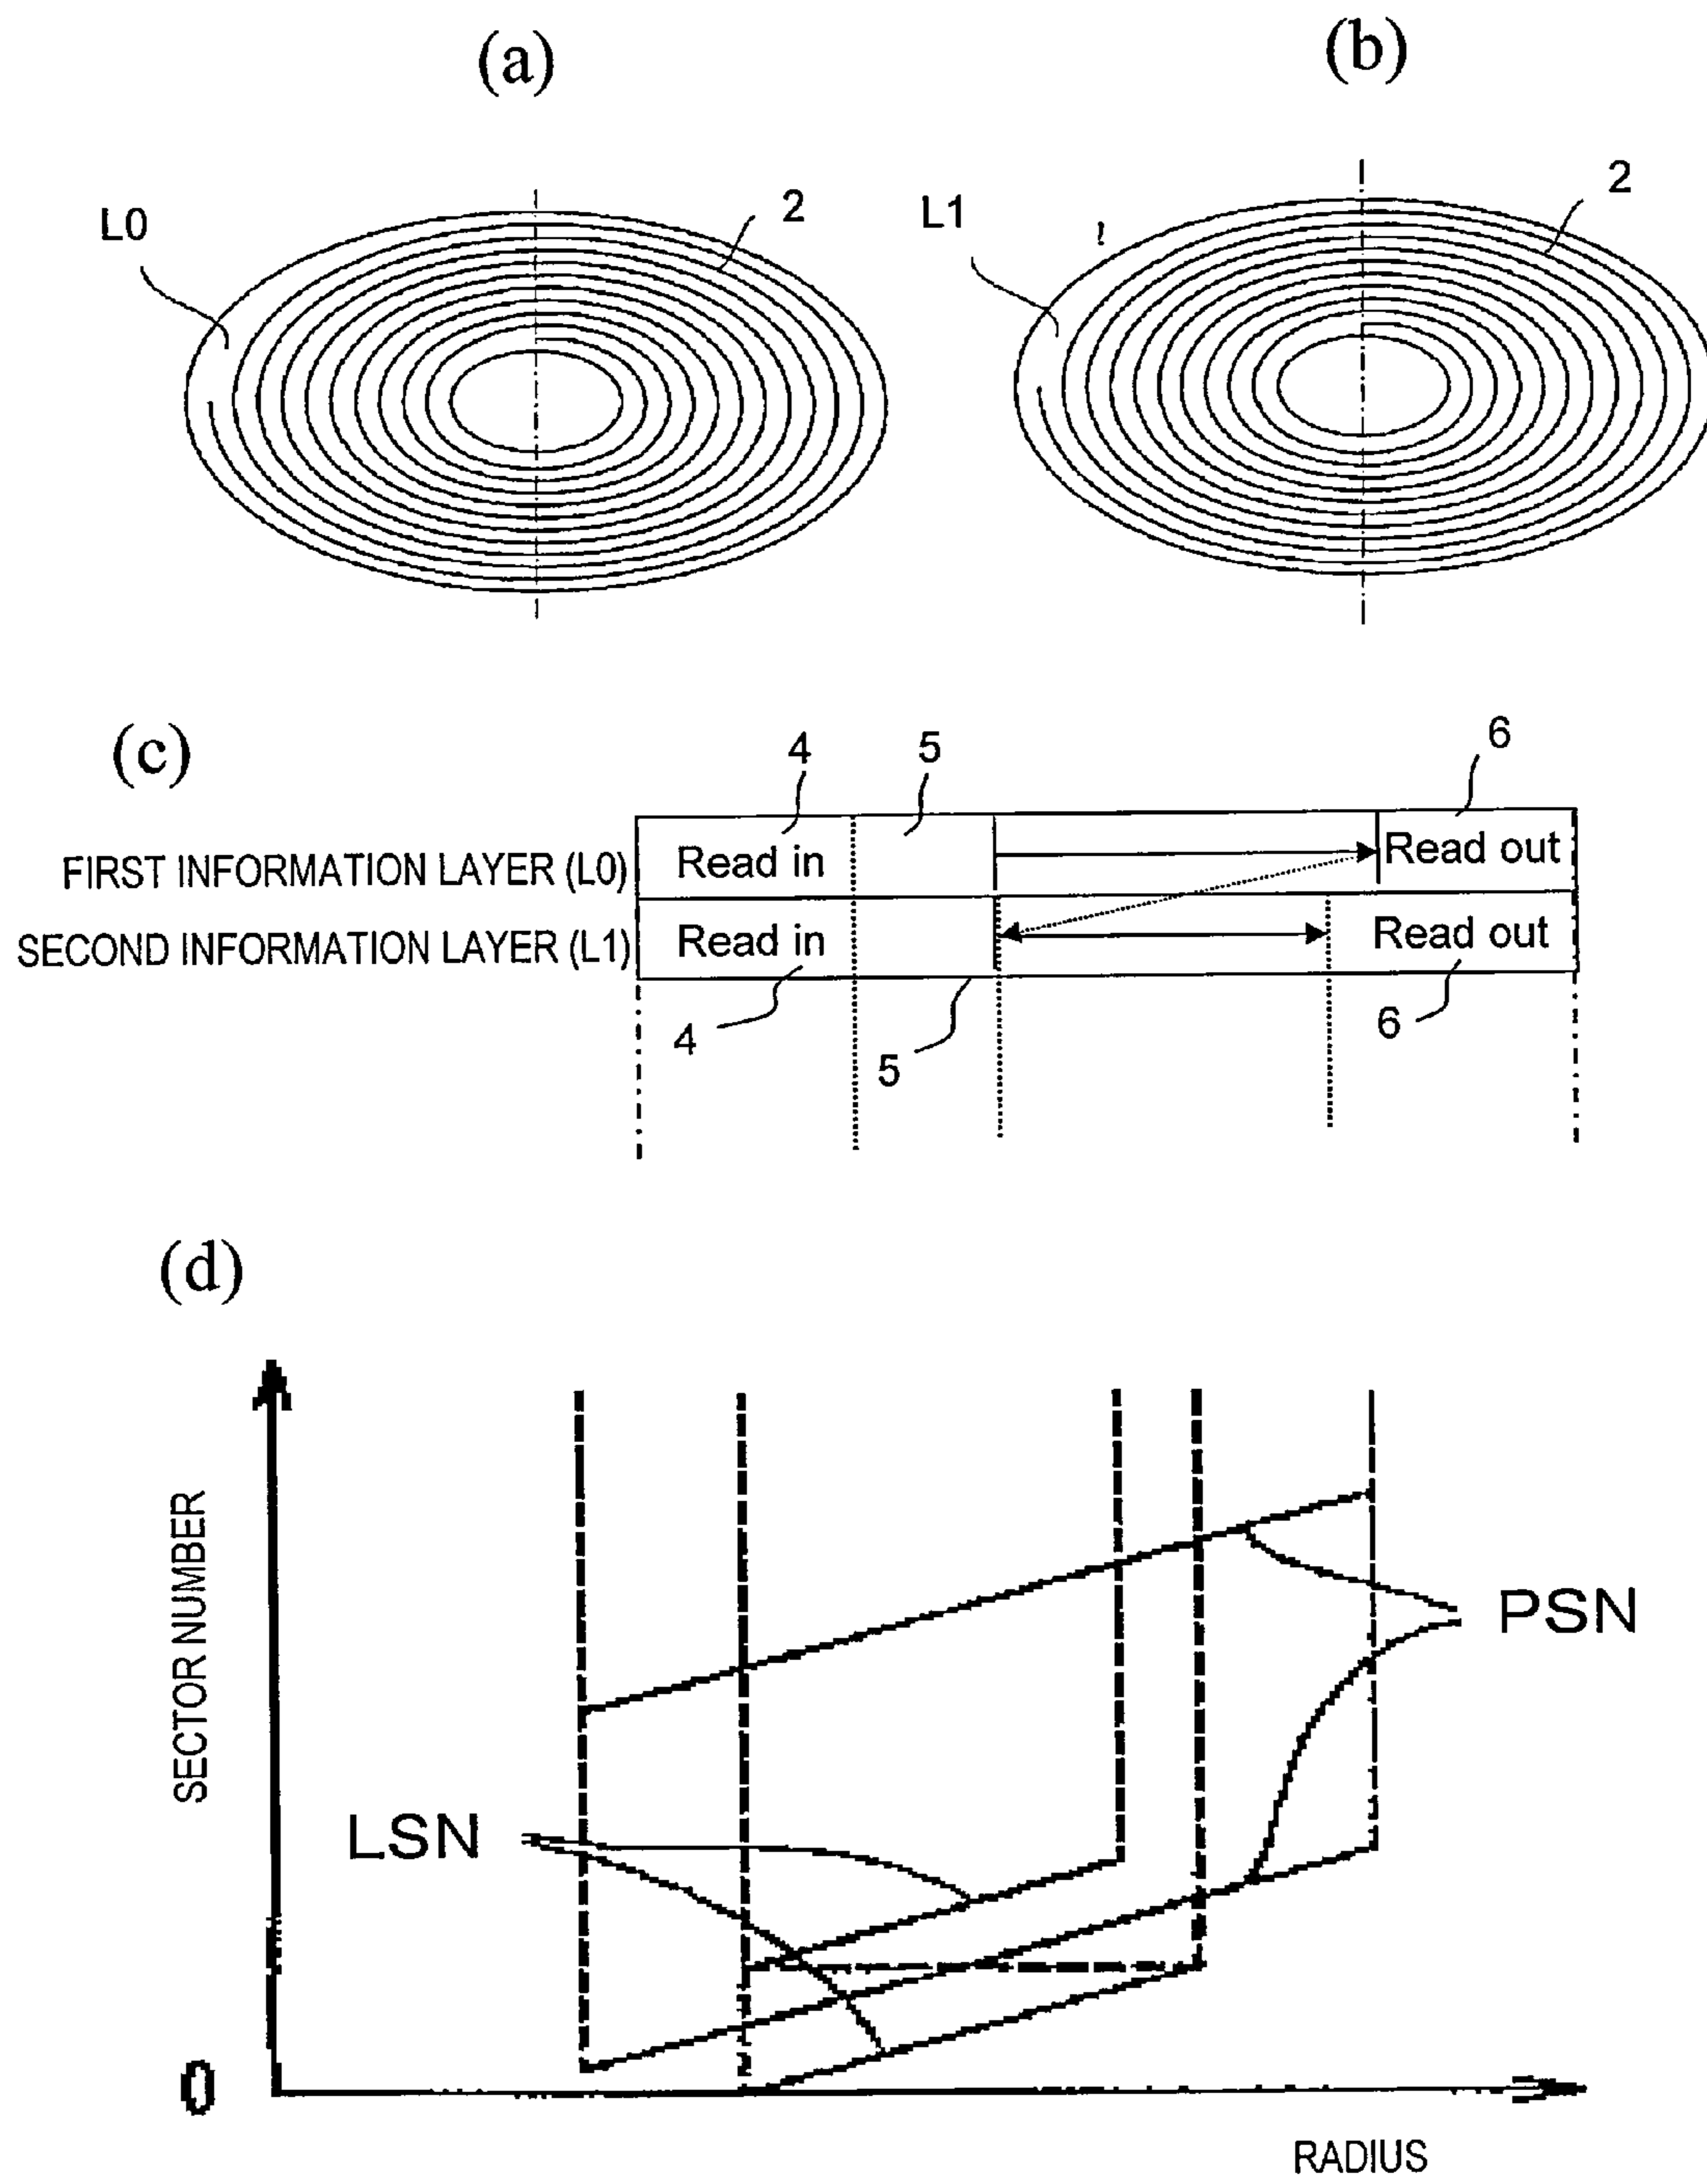 (a)
(b)
L0
2
L1
2
(c)
4
5
6
FIRST INFORMATION LAYER (L0)
Read in
Read out
SECOND INFORMATION LAYER (L1)
Read in
Read out
4
5
6
(d)
SECTOR NUMBER
PSN
LSN
0
RADIUS